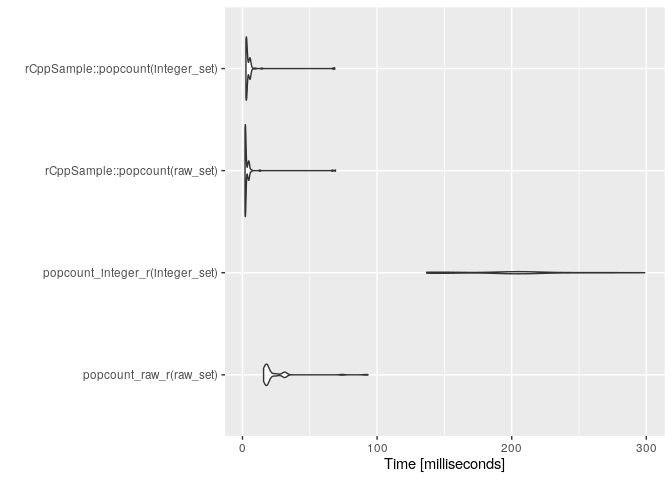 rCppSample::popcount(integer_set)
rCppSample::popcount(raw_set)
popcount_integer_r(integer_set)
popcount_raw_r(raw_set)
0 100 200 300
Time [milliseconds]